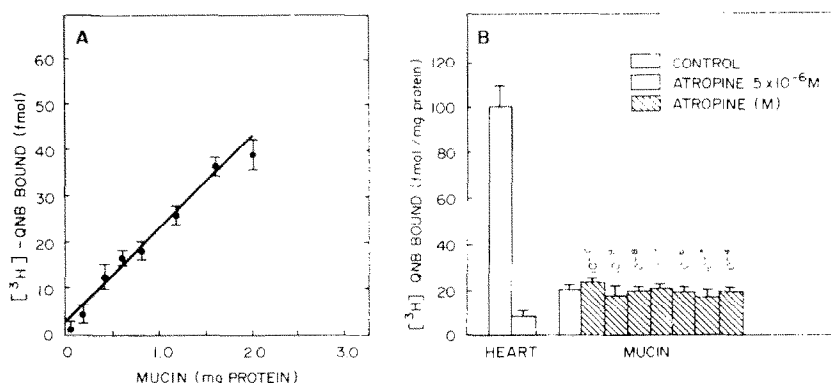 A
[³H] - QNB BOUND (fmol)
60
50
40
30
20
10
0
0 1.0 2.0 3.0
MUCIN (mg PROTEIN)
B
[³H] QNB BOUND (fmol / mg protein)
120
100
80
60
40
20
0
CONTROL
ATROPINE 5 x 10⁻⁶ M
ATROPINE (M)
HEART MUCIN